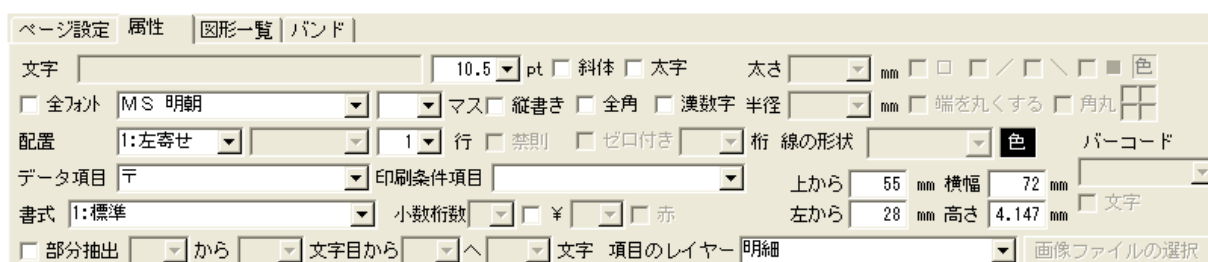 ページ設定 属性 図形一覧 バンド
文字 10.5 pt 斜体 太字 太さ mm ロ ／ ＼ ■ 色
全フォント ＭＳ 明朝 マス 縦書き 全角 漢数字 半径 mm 端を丸くする 角丸
配置 1:左寄せ 1 行 禁則 ゼロ付き 桁 線の形状 色 バーコード
データ項目 〒 印刷条件項目 上から 55 mm 横幅 72 mm
書式 1:標準 小数桁数 ￥ 赤 左から 28 mm 高さ 4.147 mm 文字
部分抽出 から 文字目から へ 文字 項目のレイヤー 明細 画像ファイルの選択